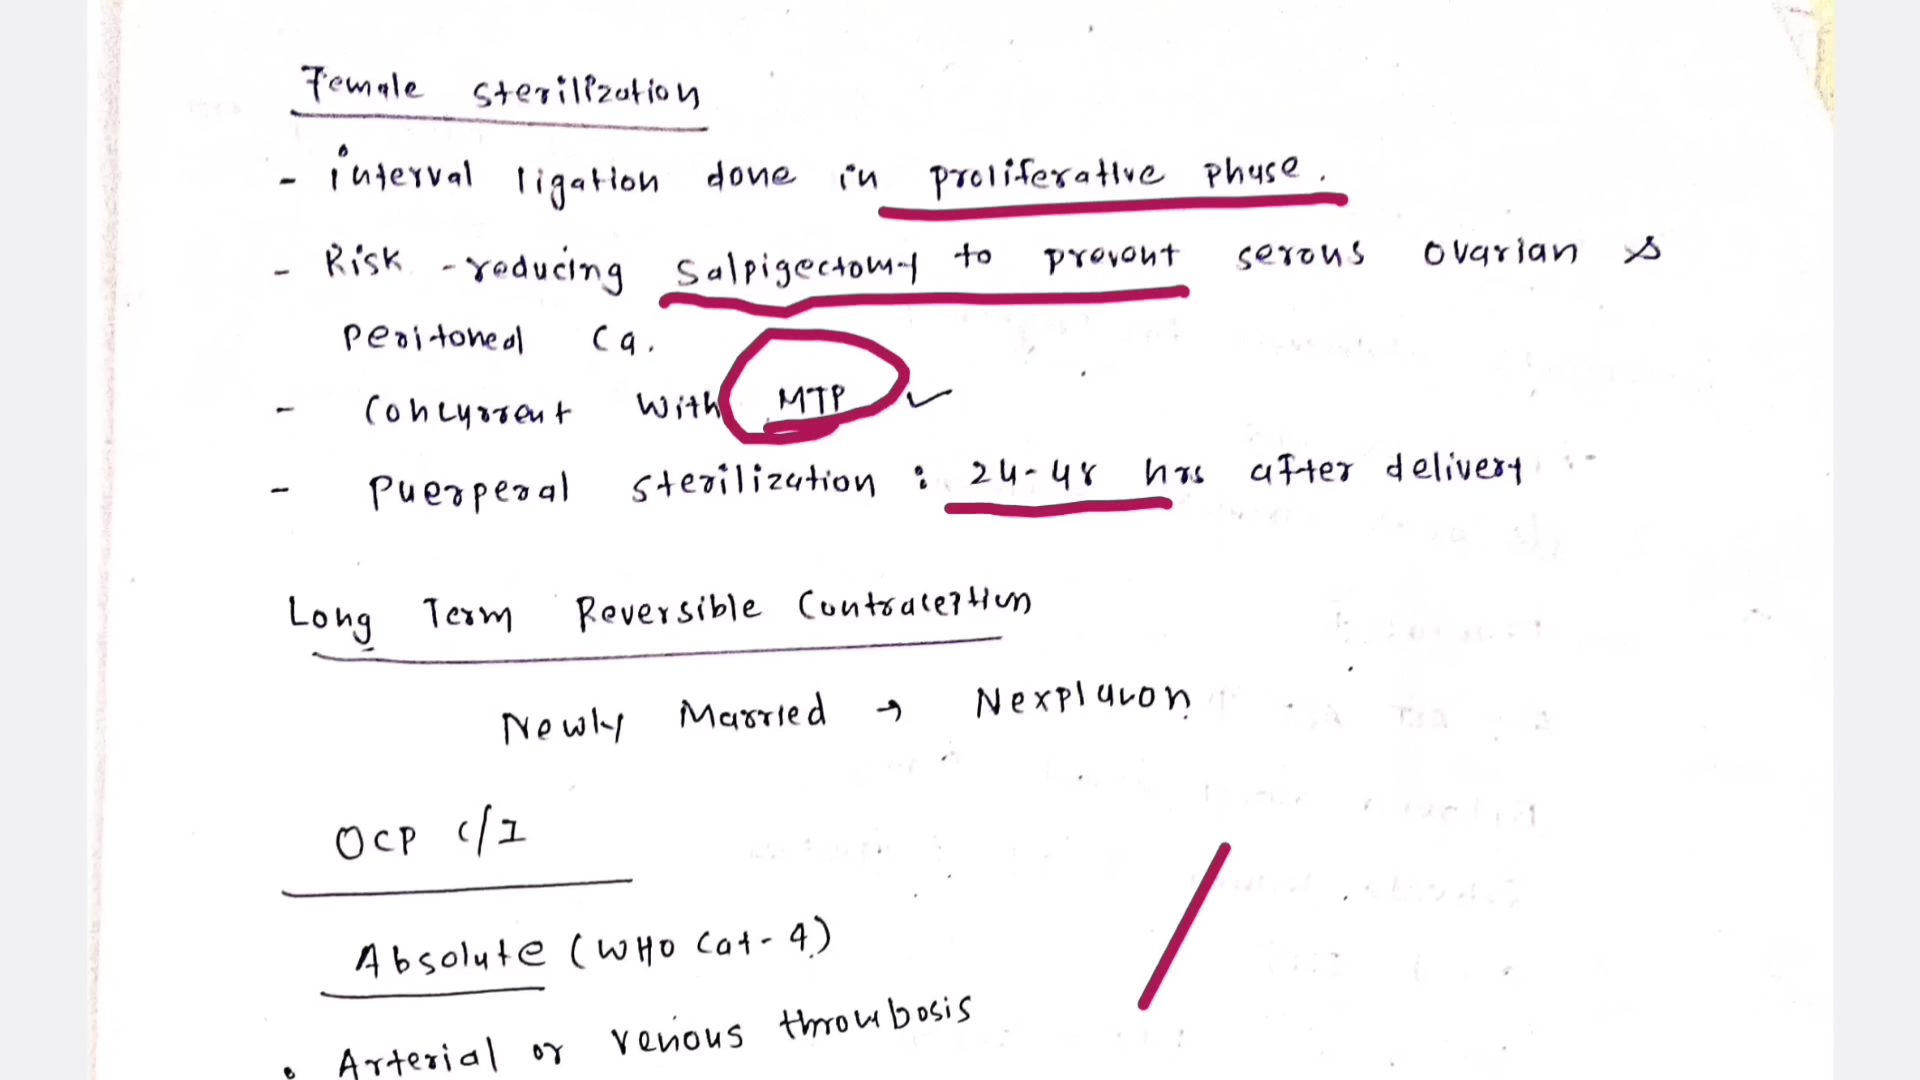 Female sterilization
- interval ligation done in proliferative phase.
- Risk -reducing Salpigectomy to prevent serous ovarian &
peritoneal Ca.
- Concurrent with MTP ✓
- Puerperal sterilization : 24-48 hrs after delivery
Long Term Reversible Contraception
Newly Married → Nexplanon
OCP C/I
Absolute (WHO Cat-4)
• Arterial or venous thrombosis